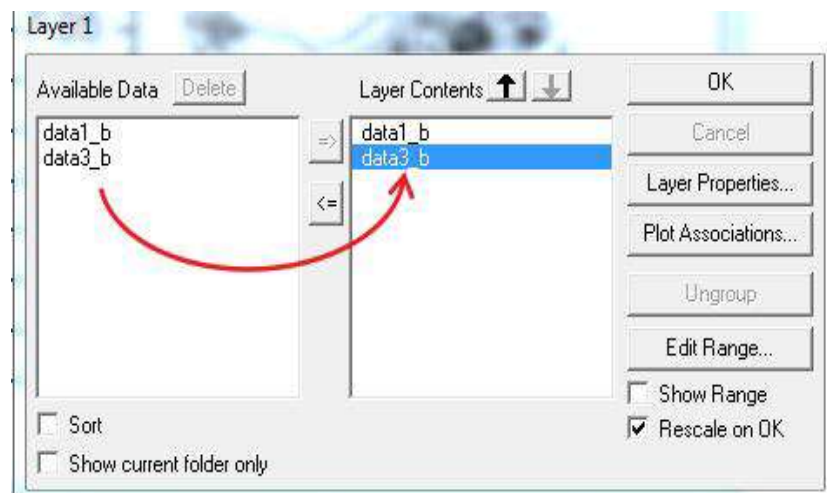 Layer 1
Available Data Delete
Layer Contents
data1_b
data3_b
=>
<=
data1_b
data3_b
OK
Cancel
Layer Properties...
Plot Associations...
Ungroup
Edit Range...
Show Range
Rescale on OK
Sort
Show current folder only